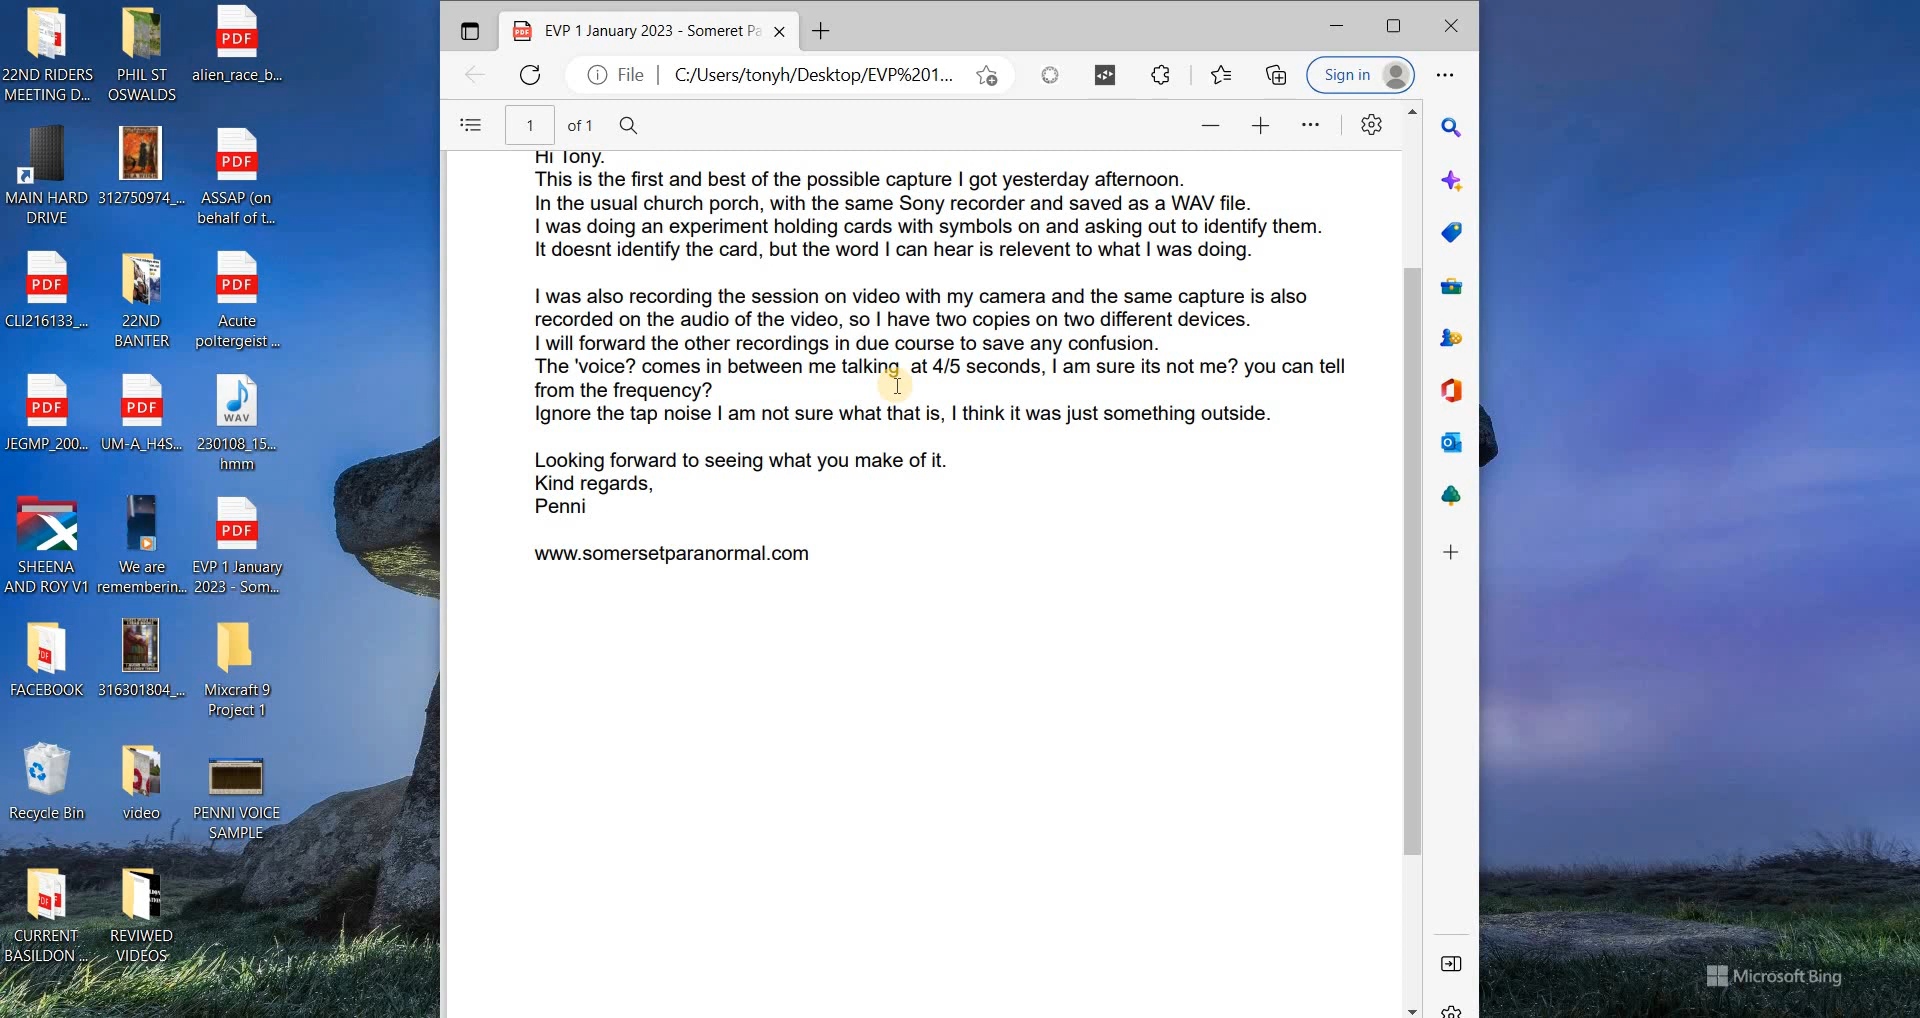 22ND RIDERS
MEETING D...
PHIL ST
OSWALDS
PDF
alien_race_b...
MAIN HARD
DRIVE
312750974_...
PDF
ASSAP (on
behalf of t...
PDF
CLI216133_...
22ND
BANTER
PDF
Acute
poltergeist ...
PDF
JEGMP_200...
PDF
UM-A_H4S...
WAV
230108_15...
hmm
SHEENA
AND ROY V1
We are
rememberin...
PDF
EVP 1 January
2023 - Som...
FACEBOOK
316301804_...
Mixcraft 9
Project 1
Recycle Bin
video
PENNI VOICE
SAMPLE
CURRENT
BASILDON ...
REVIWED
VIDEOS
PDF
EVP 1 January 2023 - Someret Pa
File
C:/Users/tonyh/Desktop/EVP%201...
Sign in
1
of 1
Hi Tony.
This is the first and best of the possible capture I got yesterday afternoon.
In the usual church porch, with the same Sony recorder and saved as a WAV file.
I was doing an experiment holding cards with symbols on and asking out to identify them.
It doesnt identify the card, but the word I can hear is relevent to what I was doing.
I was also recording the session on video with my camera and the same capture is also
recorded on the audio of the video, so I have two copies on two different devices.
I will forward the other recordings in due course to save any confusion.
The 'voice? comes in between me talking  at 4/5 seconds, I am sure its not me? you can tell
from the frequency?
Ignore the tap noise I am not sure what that is, I think it was just something outside.
Looking forward to seeing what you make of it.
Kind regards,
Penni
www.somersetparanormal.com
Microsoft Bing